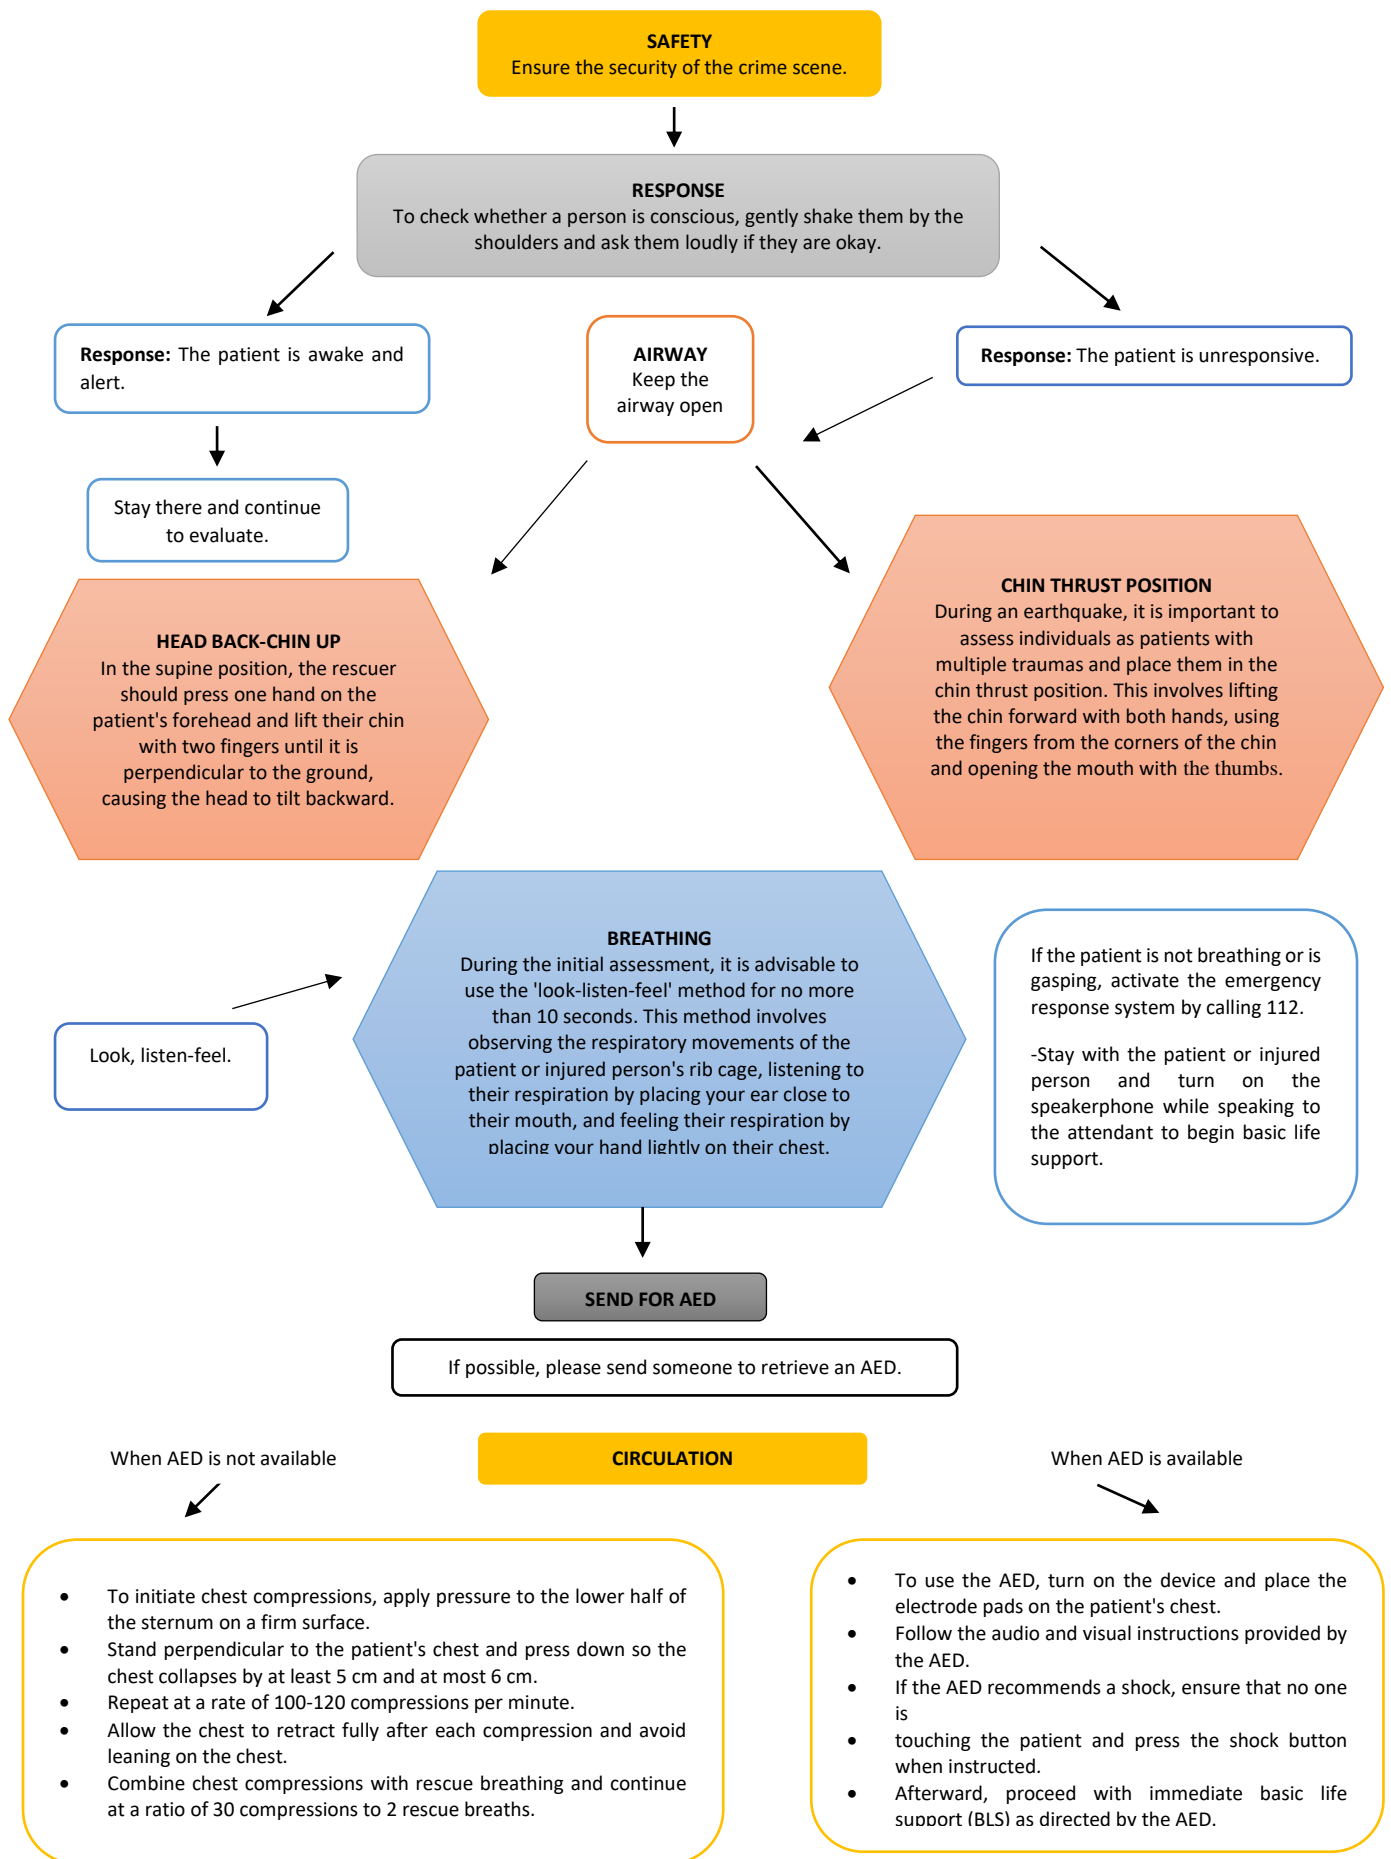 SAFETY
Ensure the security of the crime scene.
RESPONSE
To check whether a person is conscious, gently shake them by the
shoulders and ask them loudly if they are okay.
Response: The patient is awake and
alert.
AIRWAY
Keep the
airway open
Response: The patient is unresponsive.
Stay there and continue
to evaluate.
HEAD BACK-CHIN UP
In the supine position, the rescuer
should press one hand on the
patient's forehead and lift their chin
with two fingers until it is
perpendicular to the ground,
causing the head to tilt backward.
CHIN THRUST POSITION
During an earthquake, it is important to
assess individuals as patients with
multiple traumas and place them in the
chin thrust position. This involves lifting
the chin forward with both hands, using
the fingers from the corners of the chin
and opening the mouth with the thumbs.
BREATHING
During the initial assessment, it is advisable to
use the 'look-listen-feel' method for no more
than 10 seconds. This method involves
observing the respiratory movements of the
patient or injured person's rib cage, listening to
their respiration by placing your ear close to
their mouth, and feeling their respiration by
placing your hand lightly on their chest.
Look, listen-feel.
If the patient is not breathing or is
gasping, activate the emergency
response system by calling 112.
-Stay with the patient or injured
person and turn on the
speakerphone while speaking to
the attendant to begin basic life
support.
SEND FOR AED
If possible, please send someone to retrieve an AED.
When AED is not available
CIRCULATION
When AED is available
• To initiate chest compressions, apply pressure to the lower half of
the sternum on a firm surface.
• Stand perpendicular to the patient's chest and press down so the
chest collapses by at least 5 cm and at most 6 cm.
• Repeat at a rate of 100-120 compressions per minute.
• Allow the chest to retract fully after each compression and avoid
leaning on the chest.
• Combine chest compressions with rescue breathing and continue
at a ratio of 30 compressions to 2 rescue breaths.
• To use the AED, turn on the device and place the
electrode pads on the patient's chest.
• Follow the audio and visual instructions provided by
the AED.
• If the AED recommends a shock, ensure that no one
is
• touching the patient and press the shock button
when instructed.
• Afterward, proceed with immediate basic life
support (BLS) as directed by the AED.